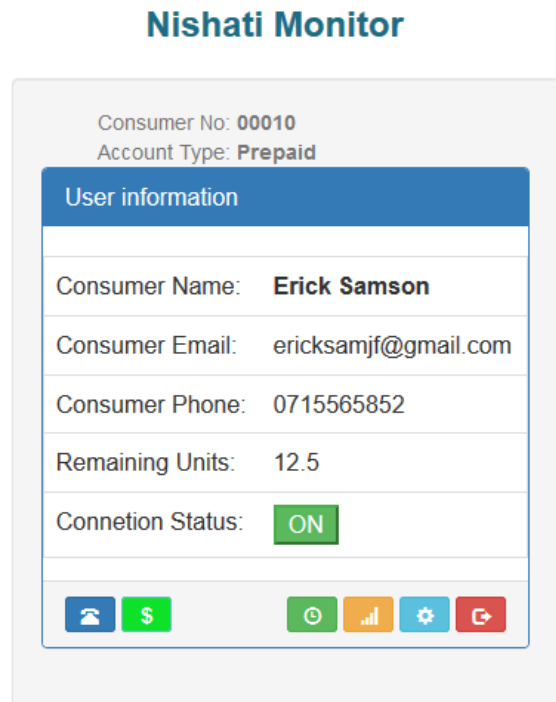 Nishati Monitor
Consumer No: 00010
Account Type: Prepaid
User information
Consumer Name: Erick Samson
Consumer Email: ericksamjf@gmail.com
Consumer Phone: 0715565852
Remaining Units: 12.5
Connetion Status: ON
$